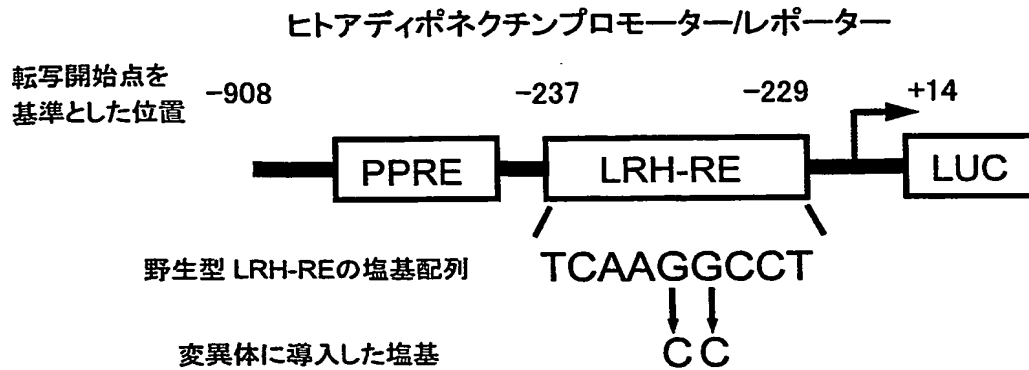 ヒトアディポネクチンプロモーター/レポーター
転写開始点を
基準とした位置
-908
-237
-229
+14
PPRE
LRH-RE
LUC
野生型 LRH-REの塩基配列
TCAAGGCCT
変異体に導入した塩基
CC